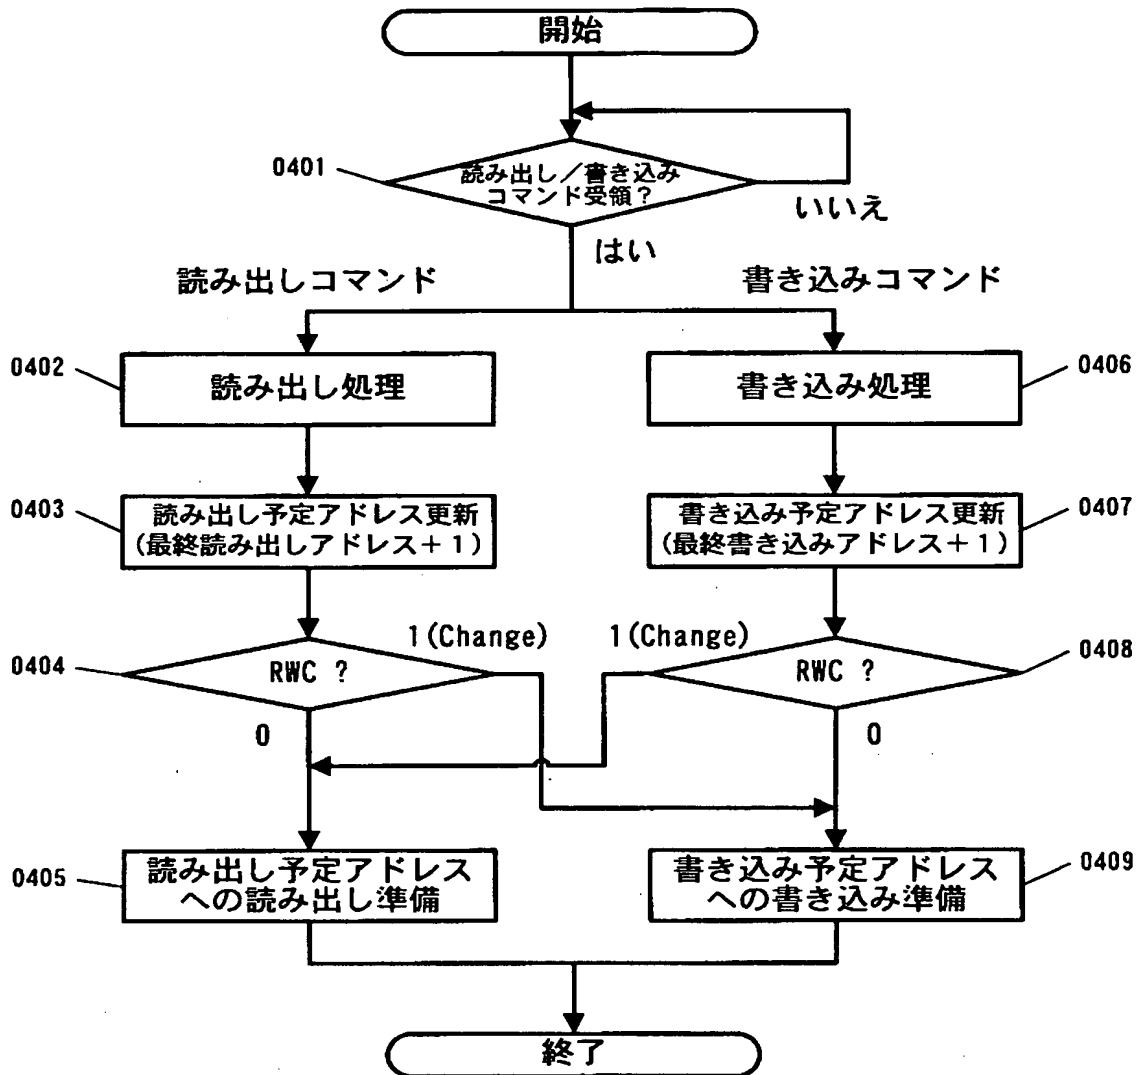 開始
0401
読み出し／書き込み
コマンド受領？
いいえ
はい
読み出しコマンド
書き込みコマンド
0402
読み出し処理
書き込み処理
0406
0403
読み出し予定アドレス更新
(最終読み出しアドレス＋１)
書き込み予定アドレス更新
(最終書き込みアドレス＋１)
0407
1(Change)
1(Change)
0404
RWC ?
RWC ?
0408
0
0
0405
読み出し予定アドレス
への読み出し準備
書き込み予定アドレス
への書き込み準備
0409
終了